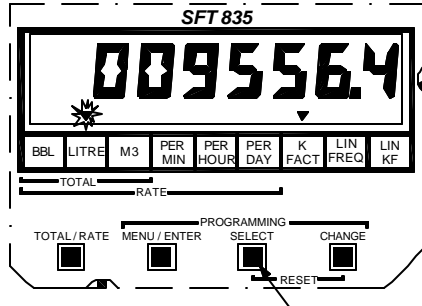 SFT 835
009556.4
BBL LITRE M3 PER MIN PER HOUR PER DAY K FACT LIN FREQ LIN KF
TOTAL
RATE
PROGRAMMING
TOTAL / RATE MENU / ENTER SELECT CHANGE
RESET